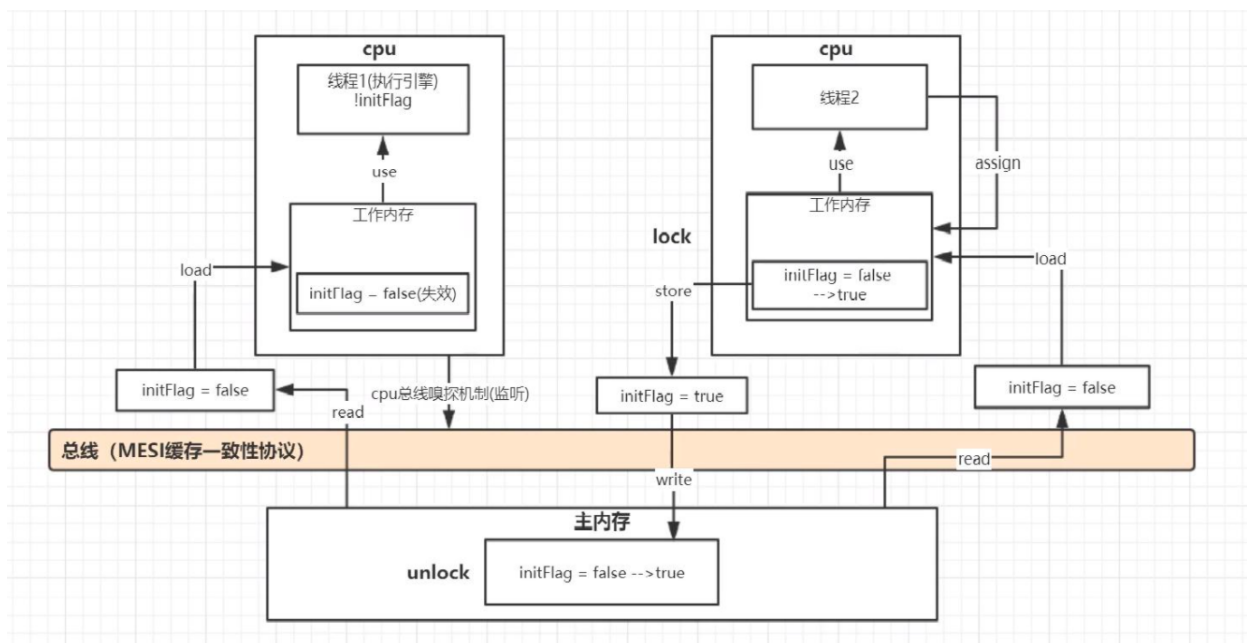 cpu
线程1(执行引擎)
!initFlag
use
工作内存
initFlag = false(失效)
load
initFlag = false
read
cpu总线嗅探机制(监听)
cpu
线程2
use
assign
工作内存
lock
initFlag = false
-->true
store
load
initFlag = true
initFlag = false
总线（MESI缓存一致性协议）
write
read
主内存
unlock
initFlag = false -->true